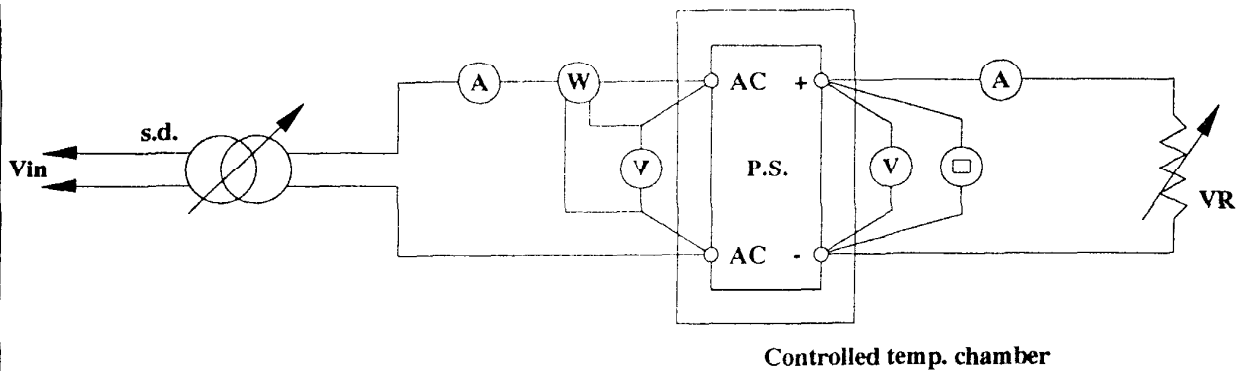 s.d.
Vin
A
W
V
AC +
P.S.
AC -
V
A
VR
Controlled temp. chamber